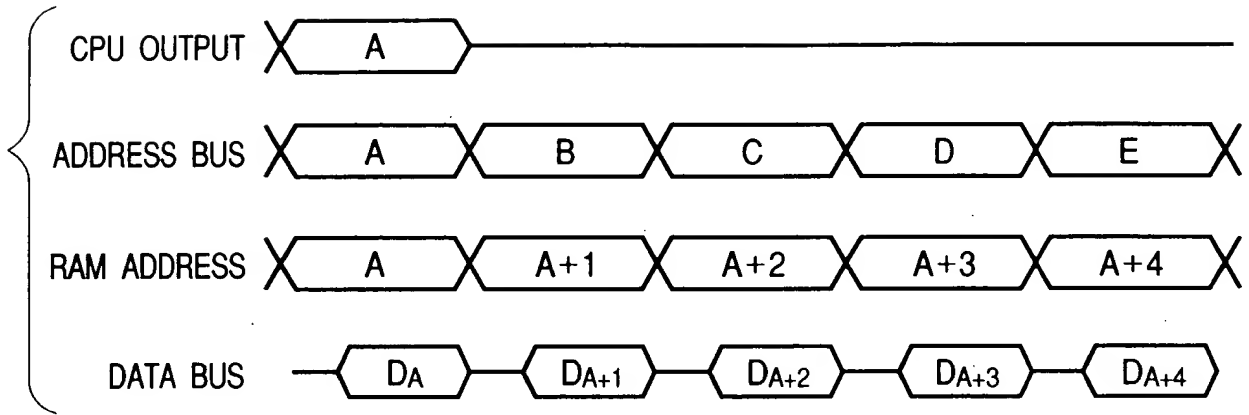 CPU OUTPUT A
ADDRESS BUS A B C D E
RAM ADDRESS A A+1 A+2 A+3 A+4
DATA BUS DA DA+1 DA+2 DA+3 DA+4